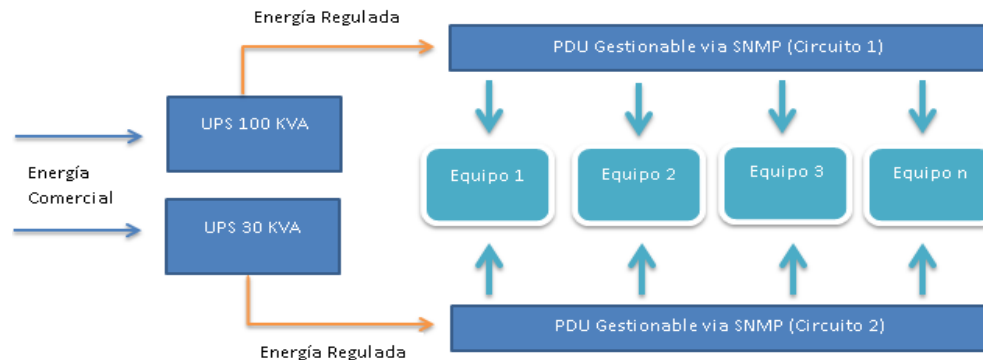 Energía Regulada
PDU Gestionable via SNMP (Circuito 1)
UPS 100 KVA
Energía
Comercial
Equipo 1
Equipo 2
Equipo 3
Equipo n
UPS 30 KVA
PDU Gestionable via SNMP (Circuito 2)
Energía Regulada